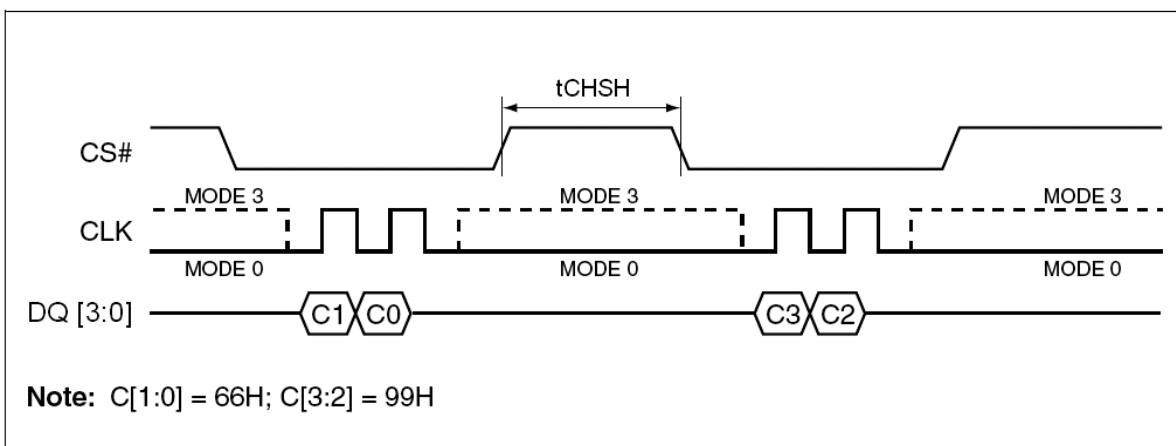 tCHSH
CS#
MODE 3 MODE 3 MODE 3
CLK
MODE 0 MODE 0 MODE 0
DQ [3:0] C1 C0 C3 C2
Note: C[1:0] = 66H; C[3:2] = 99H